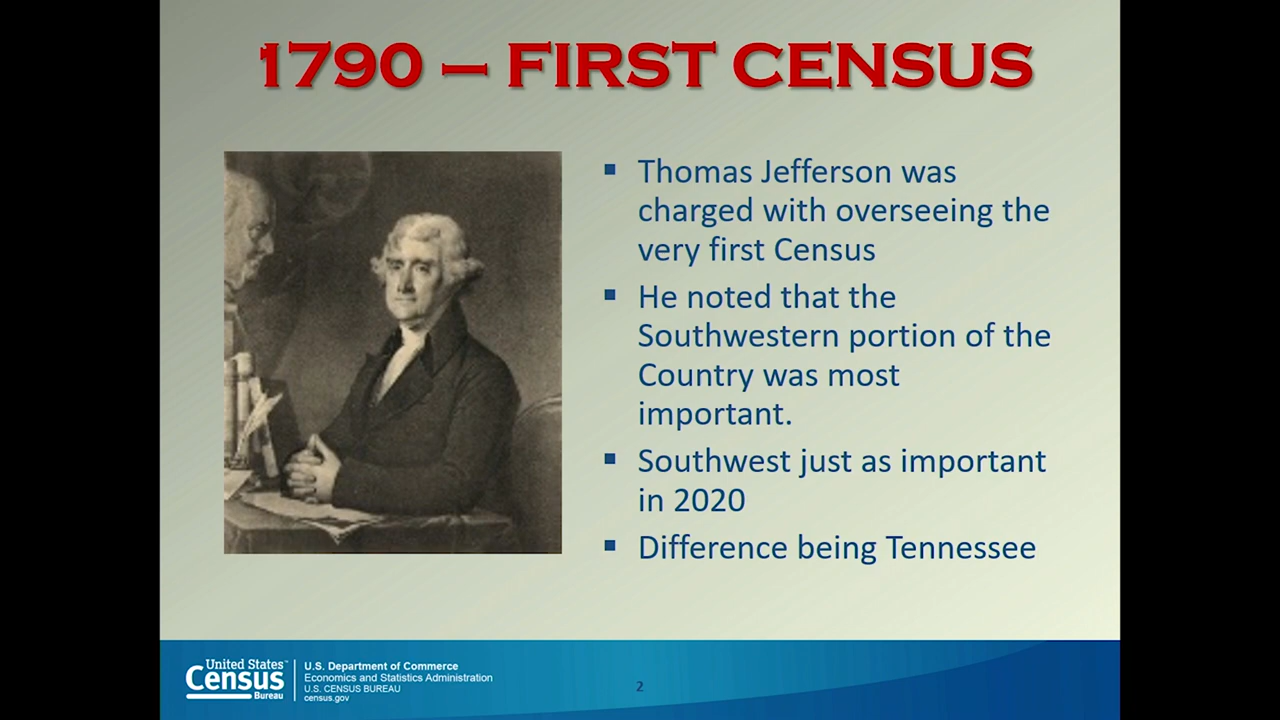 1790 – FIRST CENSUS
▪ Thomas Jefferson was
charged with overseeing the
very first Census
▪ He noted that the
Southwestern portion of the
Country was most
important.
▪ Southwest just as important
in 2020
▪ Difference being Tennessee
United States™
Census
Bureau
U.S. Department of Commerce
Economics and Statistics Administration
U.S. CENSUS BUREAU
census.gov
2